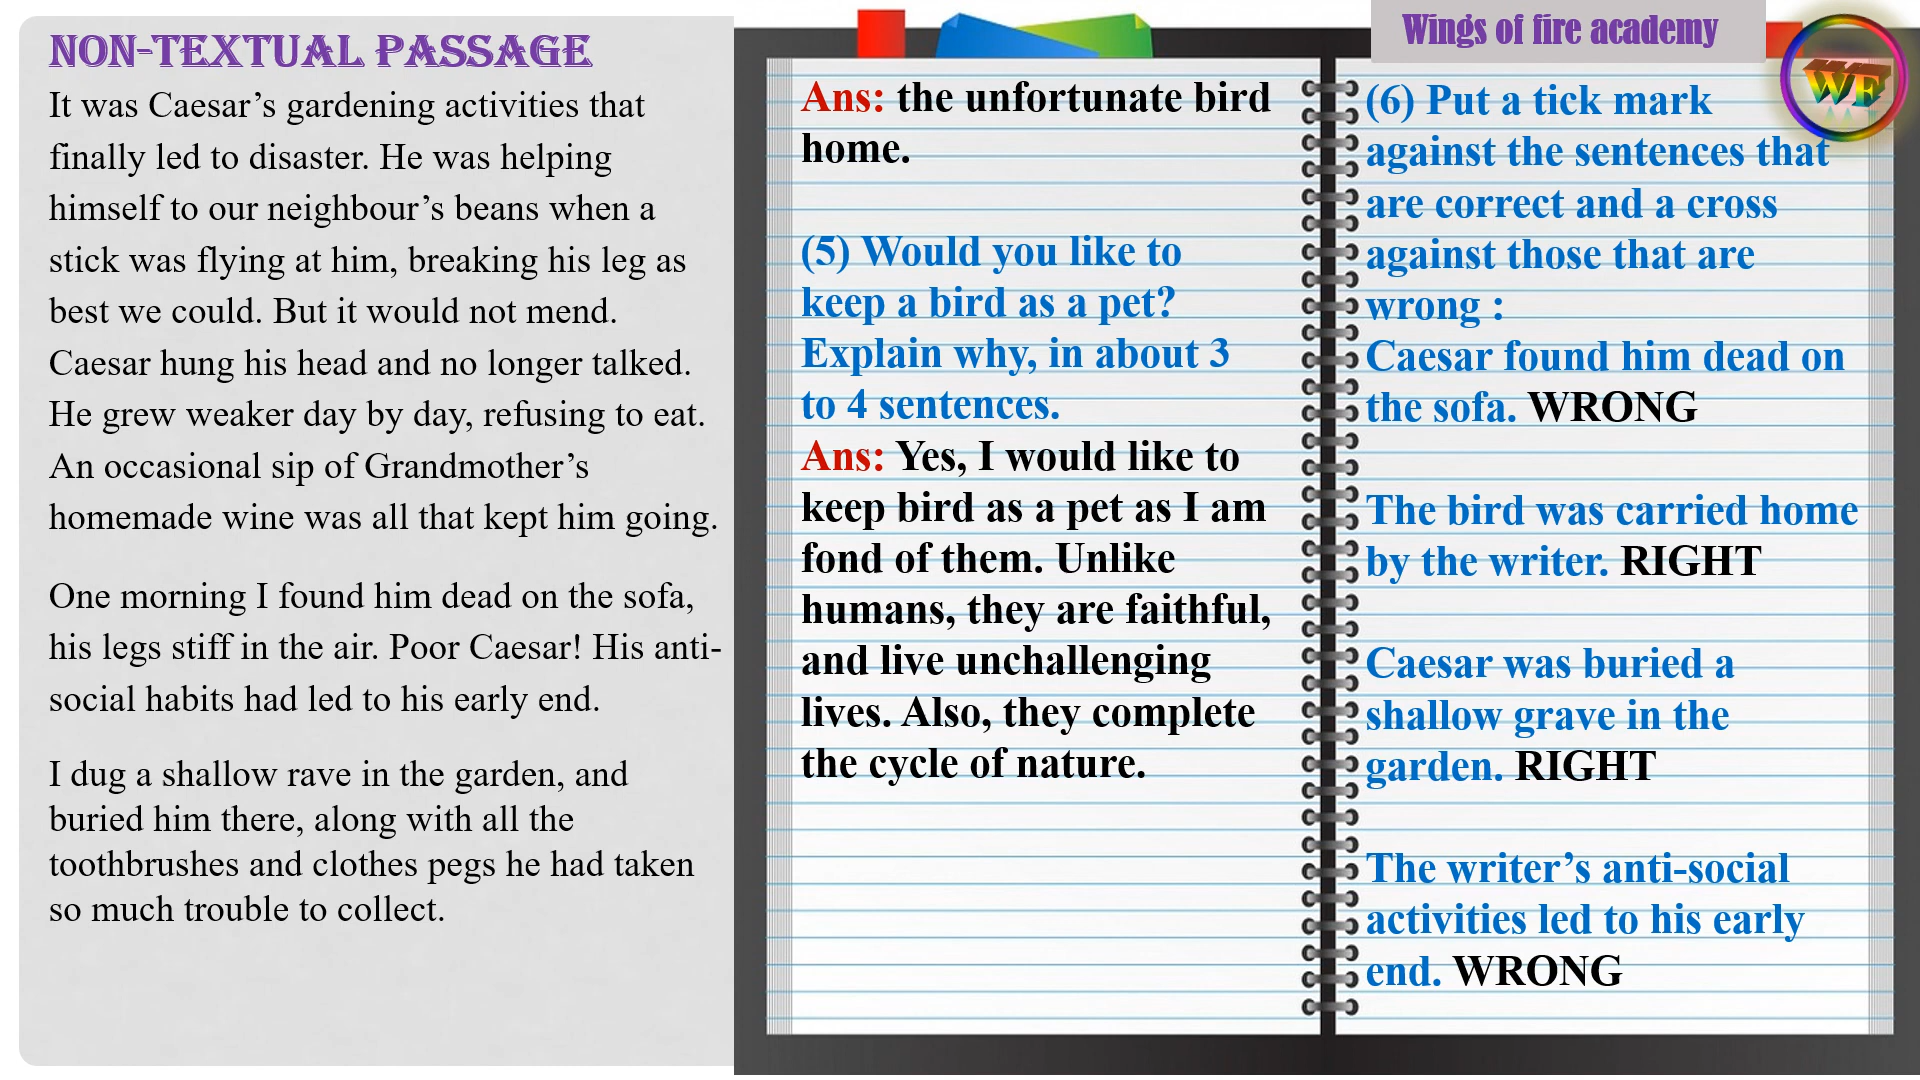 NON-TEXTUAL PASSAGE
It was Caesar’s gardening activities that
finally led to disaster. He was helping
himself to our neighbour’s beans when a
stick was flying at him, breaking his leg as
best we could. But it would not mend.
Caesar hung his head and no longer talked.
He grew weaker day by day, refusing to eat.
An occasional sip of Grandmother’s
homemade wine was all that kept him going.
One morning I found him dead on the sofa,
his legs stiff in the air. Poor Caesar! His anti-
social habits had led to his early end.
I dug a shallow rave in the garden, and
buried him there, along with all the
toothbrushes and clothes pegs he had taken
so much trouble to collect.
Ans: the unfortunate bird
home.
(5) Would you like to
keep a bird as a pet?
Explain why, in about 3
to 4 sentences.
Ans: Yes, I would like to
keep bird as a pet as I am
fond of them. Unlike
humans, they are faithful,
and live unchallenging
lives. Also, they complete
the cycle of nature.
Wings of fire academy
WF
(6) Put a tick mark
against the sentences that
are correct and a cross
against those that are
wrong :
Caesar found him dead on
the sofa. WRONG
The bird was carried home
by the writer. RIGHT
Caesar was buried a
shallow grave in the
garden. RIGHT
The writer’s anti-social
activities led to his early
end. WRONG